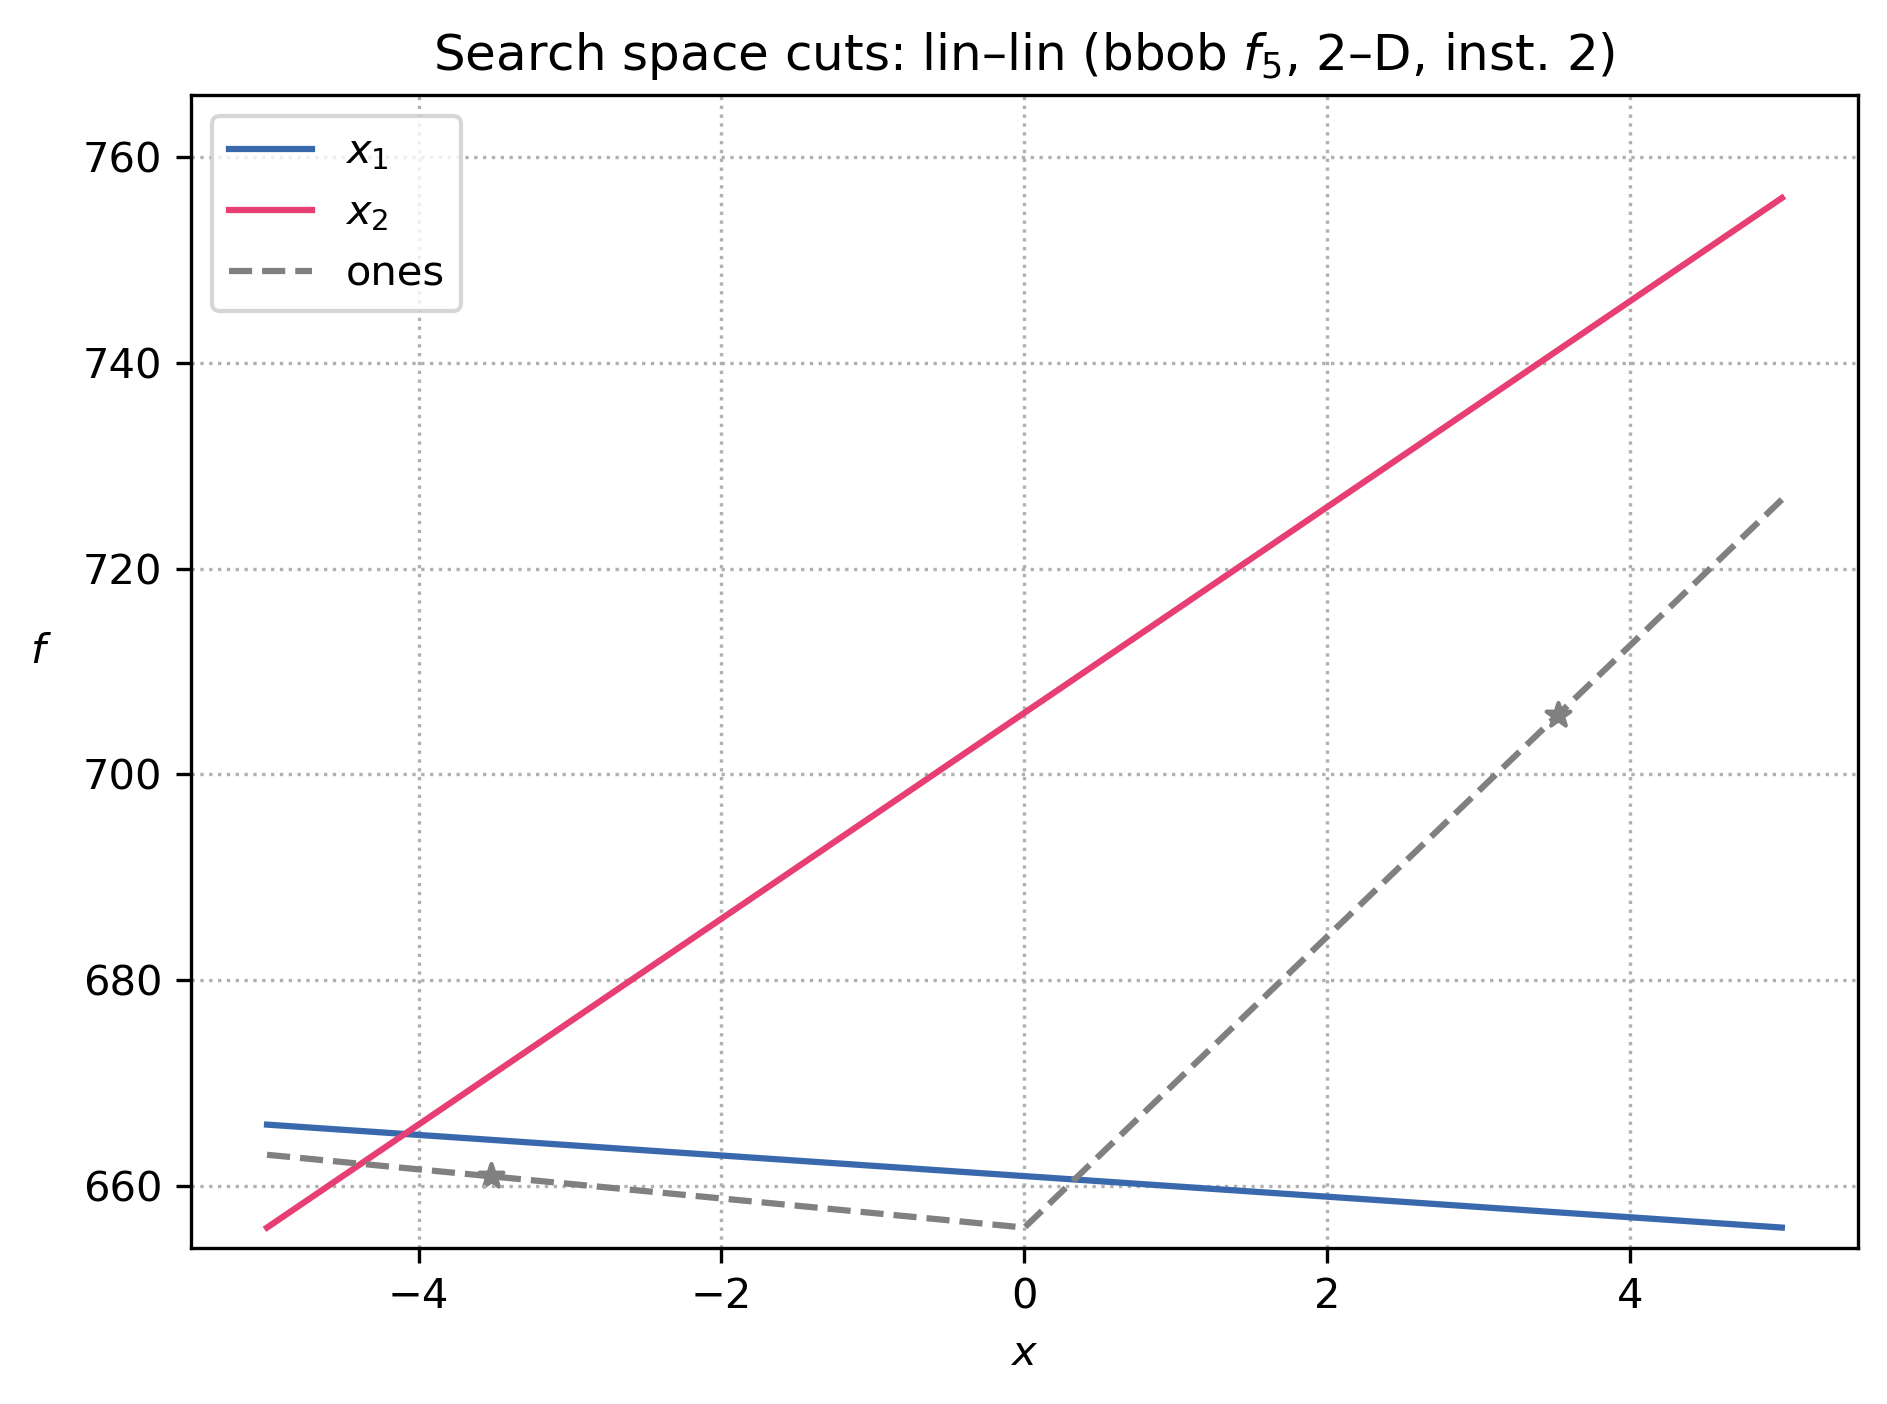 Search space cuts: lin–lin (bbob f₅, 2–D, inst. 2)
x₁
x₂
ones
760
740
720
700
680
660
f
−4
−2
0
2
4
x